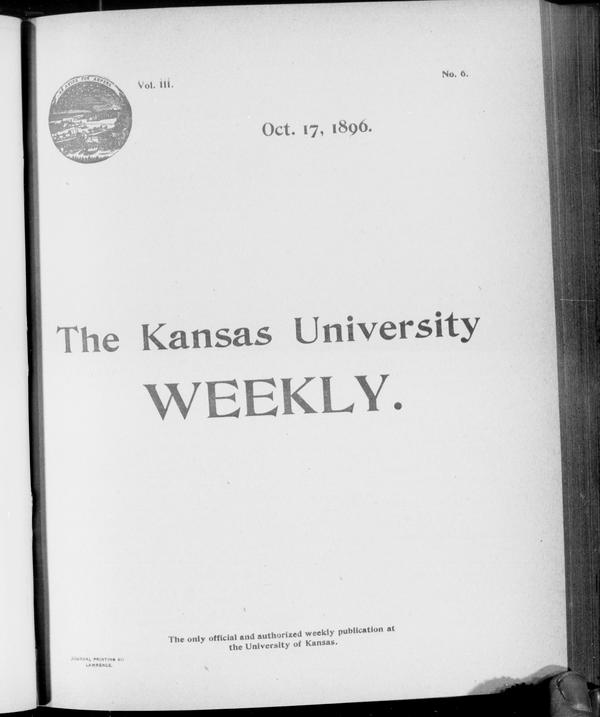 Vol. III.
No. 6.
Oct. 17, 1896.
The Kansas University
WEEKLY.
The only official and authorized weekly publication at
the University of Kansas.
JOURNAL PRINTING CO
LAWRENCE.